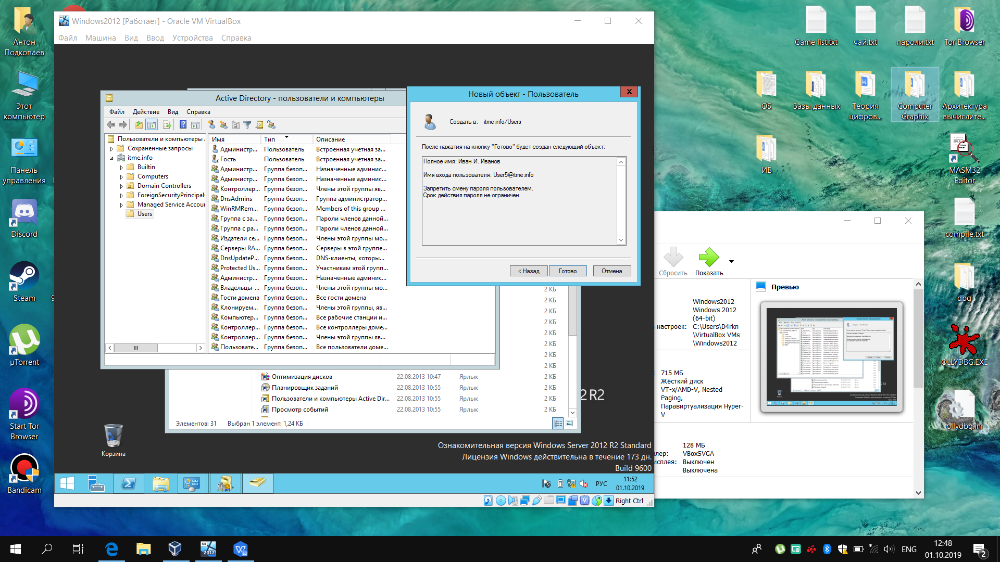 Антон
Подкопаев
Этот
компьютер
Панель
управления
Discord
Steam
µTorrent
Start Tor
Browser
Bandicam
Windows2012 [Работает] - Oracle VM VirtualBox
Файл Машина Вид Ввод Устройства Справка
Active Directory - пользователи и компьютеры
Файл Действие Вид Справка
Пользователи и компьютеры
Сохраненные запросы
itme.info
Builtin
Computers
Domain Controllers
ForeignSecurityPrincipals
Managed Service Accour
Users
Имя Тип Описание
Администр... Пользователь Встроенная учетная за...
Гость Пользователь Встроенная учетная за...
Администр... Группа безоп... Назначенные админис...
Администр... Группа безоп... Назначенные админис...
Контроллер... Группа безоп... Члены этой группы яв...
DnsAdmins Группа безоп... Группа администратор...
WinRMRem... Группа безоп... Members of this group ...
Группа с за... Группа безоп... Пароли членов данной...
Группа с ра... Группа безоп... Пароли членов данной...
Издатели се... Группа безоп... Члены этой группы мо...
Серверы RA... Группа безоп... Серверы в этой группе...
DnsUpdateP... Группа безоп... DNS-клиенты, которы...
Protected Us... Группа безоп... Участникам этой групп...
Администр... Группа безоп... Назначенные админис...
Владельцы-... Группа безоп... Члены этой группы мо...
Гости домена Группа безоп... Все гости домена
Клонируем... Группа безоп... Члены этой группы, яв...
Компьютер... Группа безоп... Все рабочие станции и...
Контроллер... Группа безоп... Все контроллеры доме...
Контроллер... Группа безоп... Члены этой группы яв...
Пользовате... Группа безоп... Все пользователи доме...
Новый объект - Пользователь
Создать в: itme.info/Users
После нажатия на кнопку "Готово" будет создан следующий объект:
Полное имя: Иван И. Иванов
Имя входа пользователя: User5@itme.info
Запретить смену пароля пользователем.
Срок действия пароля не ограничен.
< Назад Готово Отмена
2 КБ
2 КБ
2 КБ
2 КБ
2 КБ
2 КБ
2 КБ
2 КБ
Оптимизация дисков 22.08.2013 10:47 Ярлык 2 КБ
Планировщик заданий 22.08.2013 10:55 Ярлык 2 КБ
Пользователи и компьютеры Active Dir... 22.08.2013 10:55 Ярлык 2 КБ
Просмотр событий 22.08.2013 10:55 Ярлык 2 КБ
Элементов: 31 Выбран 1 элемент: 1,24 КБ
2 R2
Корзина
Ознакомительная версия Windows Server 2012 R2 Standard
Лицензия Windows действительна в течение 173 дн.
Build 9600
РУС
11:52
01.10.2019
Right Ctrl
Сбросить Показать
Превью
Windows2012
Windows 2012
(64-bit)
настроек: C:\Users\D4rkn
\VirtualBox VMs
\Windows2012
715 МБ
Жёсткий диск
VT-x/AMD-V, Nested
Paging,
Паравиртуализация Hyper-
V
128 МБ
лер: VBoxSVGA
исплея: Выключен
Выключена
Game list.txt
чай.txt
пароли.txt
Tor Browser
OS
Базы данных
Теория
цифров...
Computer
Graphix
Архитектура
вычислите...
ИБ
MASM32
Editor
compile.txt
dbg
OLLYDBG.EXE
ollydbg.ini
ENG
12:48
01.10.2019
2